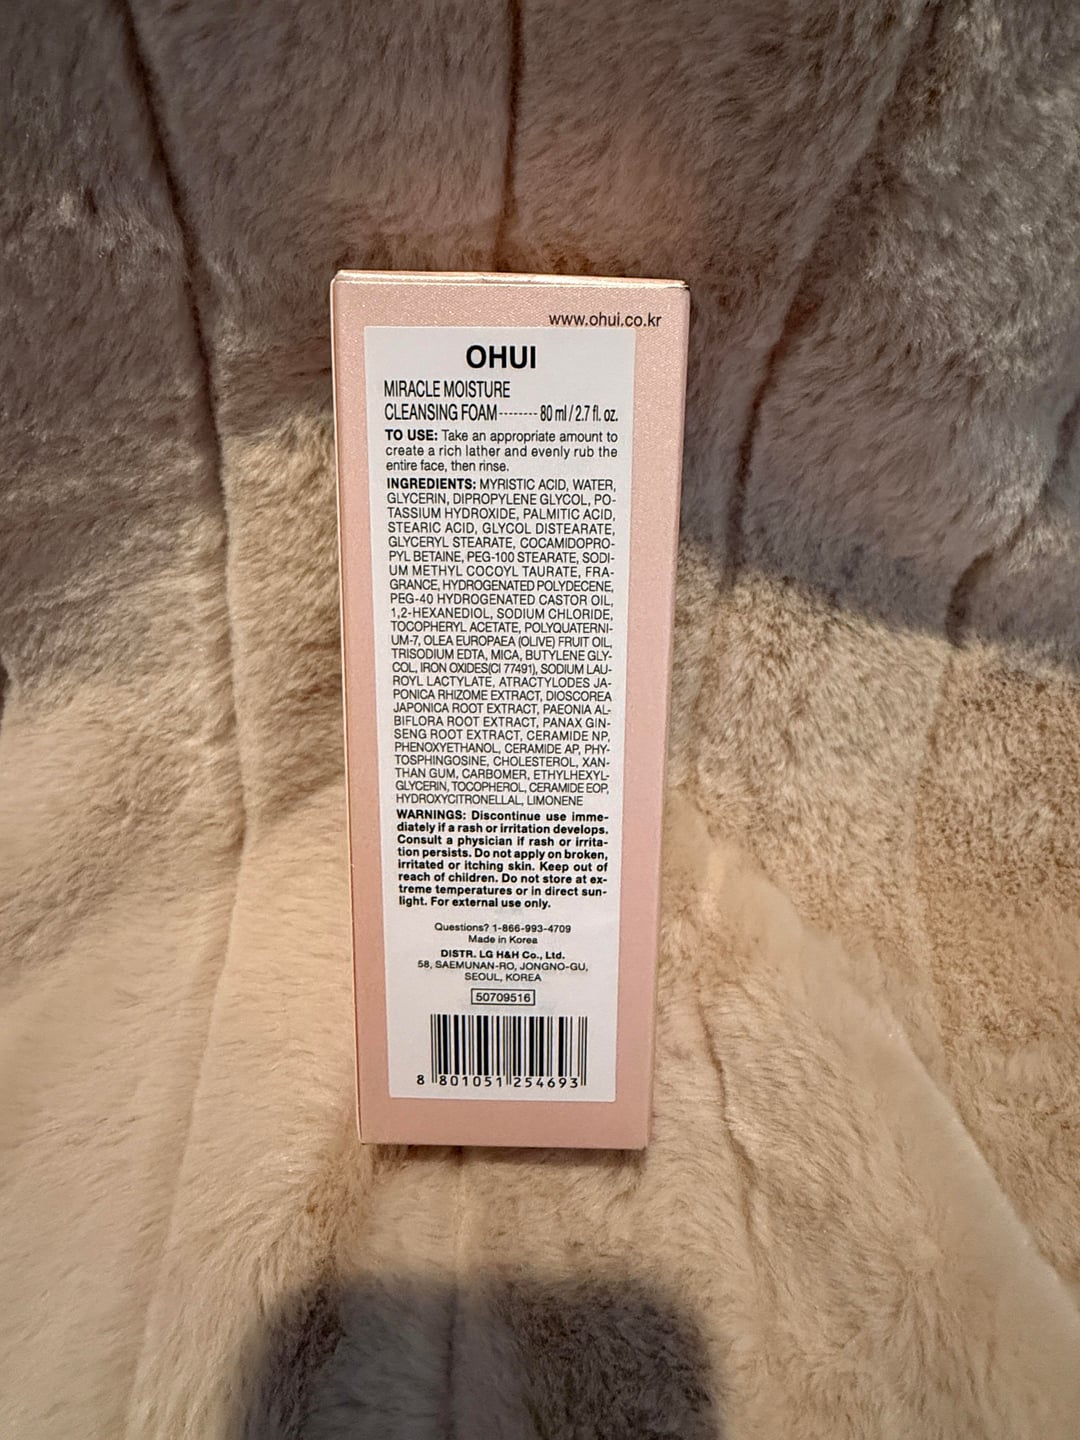 www.ohui.co.kr
OHUI
MIRACLE MOISTURE
CLEANSING FOAM-------- 80 ml / 2.7 fl. oz.
TO USE: Take an appropriate amount to
create a rich lather and evenly rub the
entire face, then rinse.
INGREDIENTS: MYRISTIC ACID, WATER,
GLYCERIN, DIPROPYLENE GLYCOL, PO-
TASSIUM HYDROXIDE, PALMITIC ACID,
STEARIC ACID, GLYCOL DISTEARATE,
GLYCERYL STEARATE, COCAMIDOPRO-
PYL BETAINE, PEG-100 STEARATE, SODI-
UM METHYL COCOYL TAURATE, FRA-
GRANCE, HYDROGENATED POLYDECENE,
PEG-40 HYDROGENATED CASTOR OIL,
1,2-HEXANEDIOL, SODIUM CHLORIDE,
TOCOPHERYL ACETATE, POLYQUATERNI-
UM-7, OLEA EUROPAEA (OLIVE) FRUIT OIL,
TRISODIUM EDTA, MICA, BUTYLENE GLY-
COL, IRON OXIDES(CI 77491), SODIUM LAU-
ROYL LACTYLATE, ATRACTYLODES JA-
PONICA RHIZOME EXTRACT, DIOSCOREA
JAPONICA ROOT EXTRACT, PAEONIA AL-
BIFLORA ROOT EXTRACT, PANAX GIN-
SENG ROOT EXTRACT, CERAMIDE NP,
PHENOXYETHANOL, CERAMIDE AP, PHY-
TOSPHINGOSINE, CHOLESTEROL, XAN-
THAN GUM, CARBOMER, ETHYLHEXYL-
GLYCERIN, TOCOPHEROL, CERAMIDE EOP,
HYDROXYCITRONELLAL, LIMONENE
WARNINGS: Discontinue use imme-
diately if a rash or irritation develops.
Consult a physician if rash or irrita-
tion persists. Do not apply on broken,
irritated or itching skin. Keep out of
reach of children. Do not store at ex-
treme temperatures or in direct sun-
light. For external use only.
Questions? 1-866-993-4709
Made in Korea
DISTR. LG H&H Co., Ltd.
58, SAEMUNAN-RO, JONGNO-GU,
SEOUL, KOREA
50709516
8 801051 254693